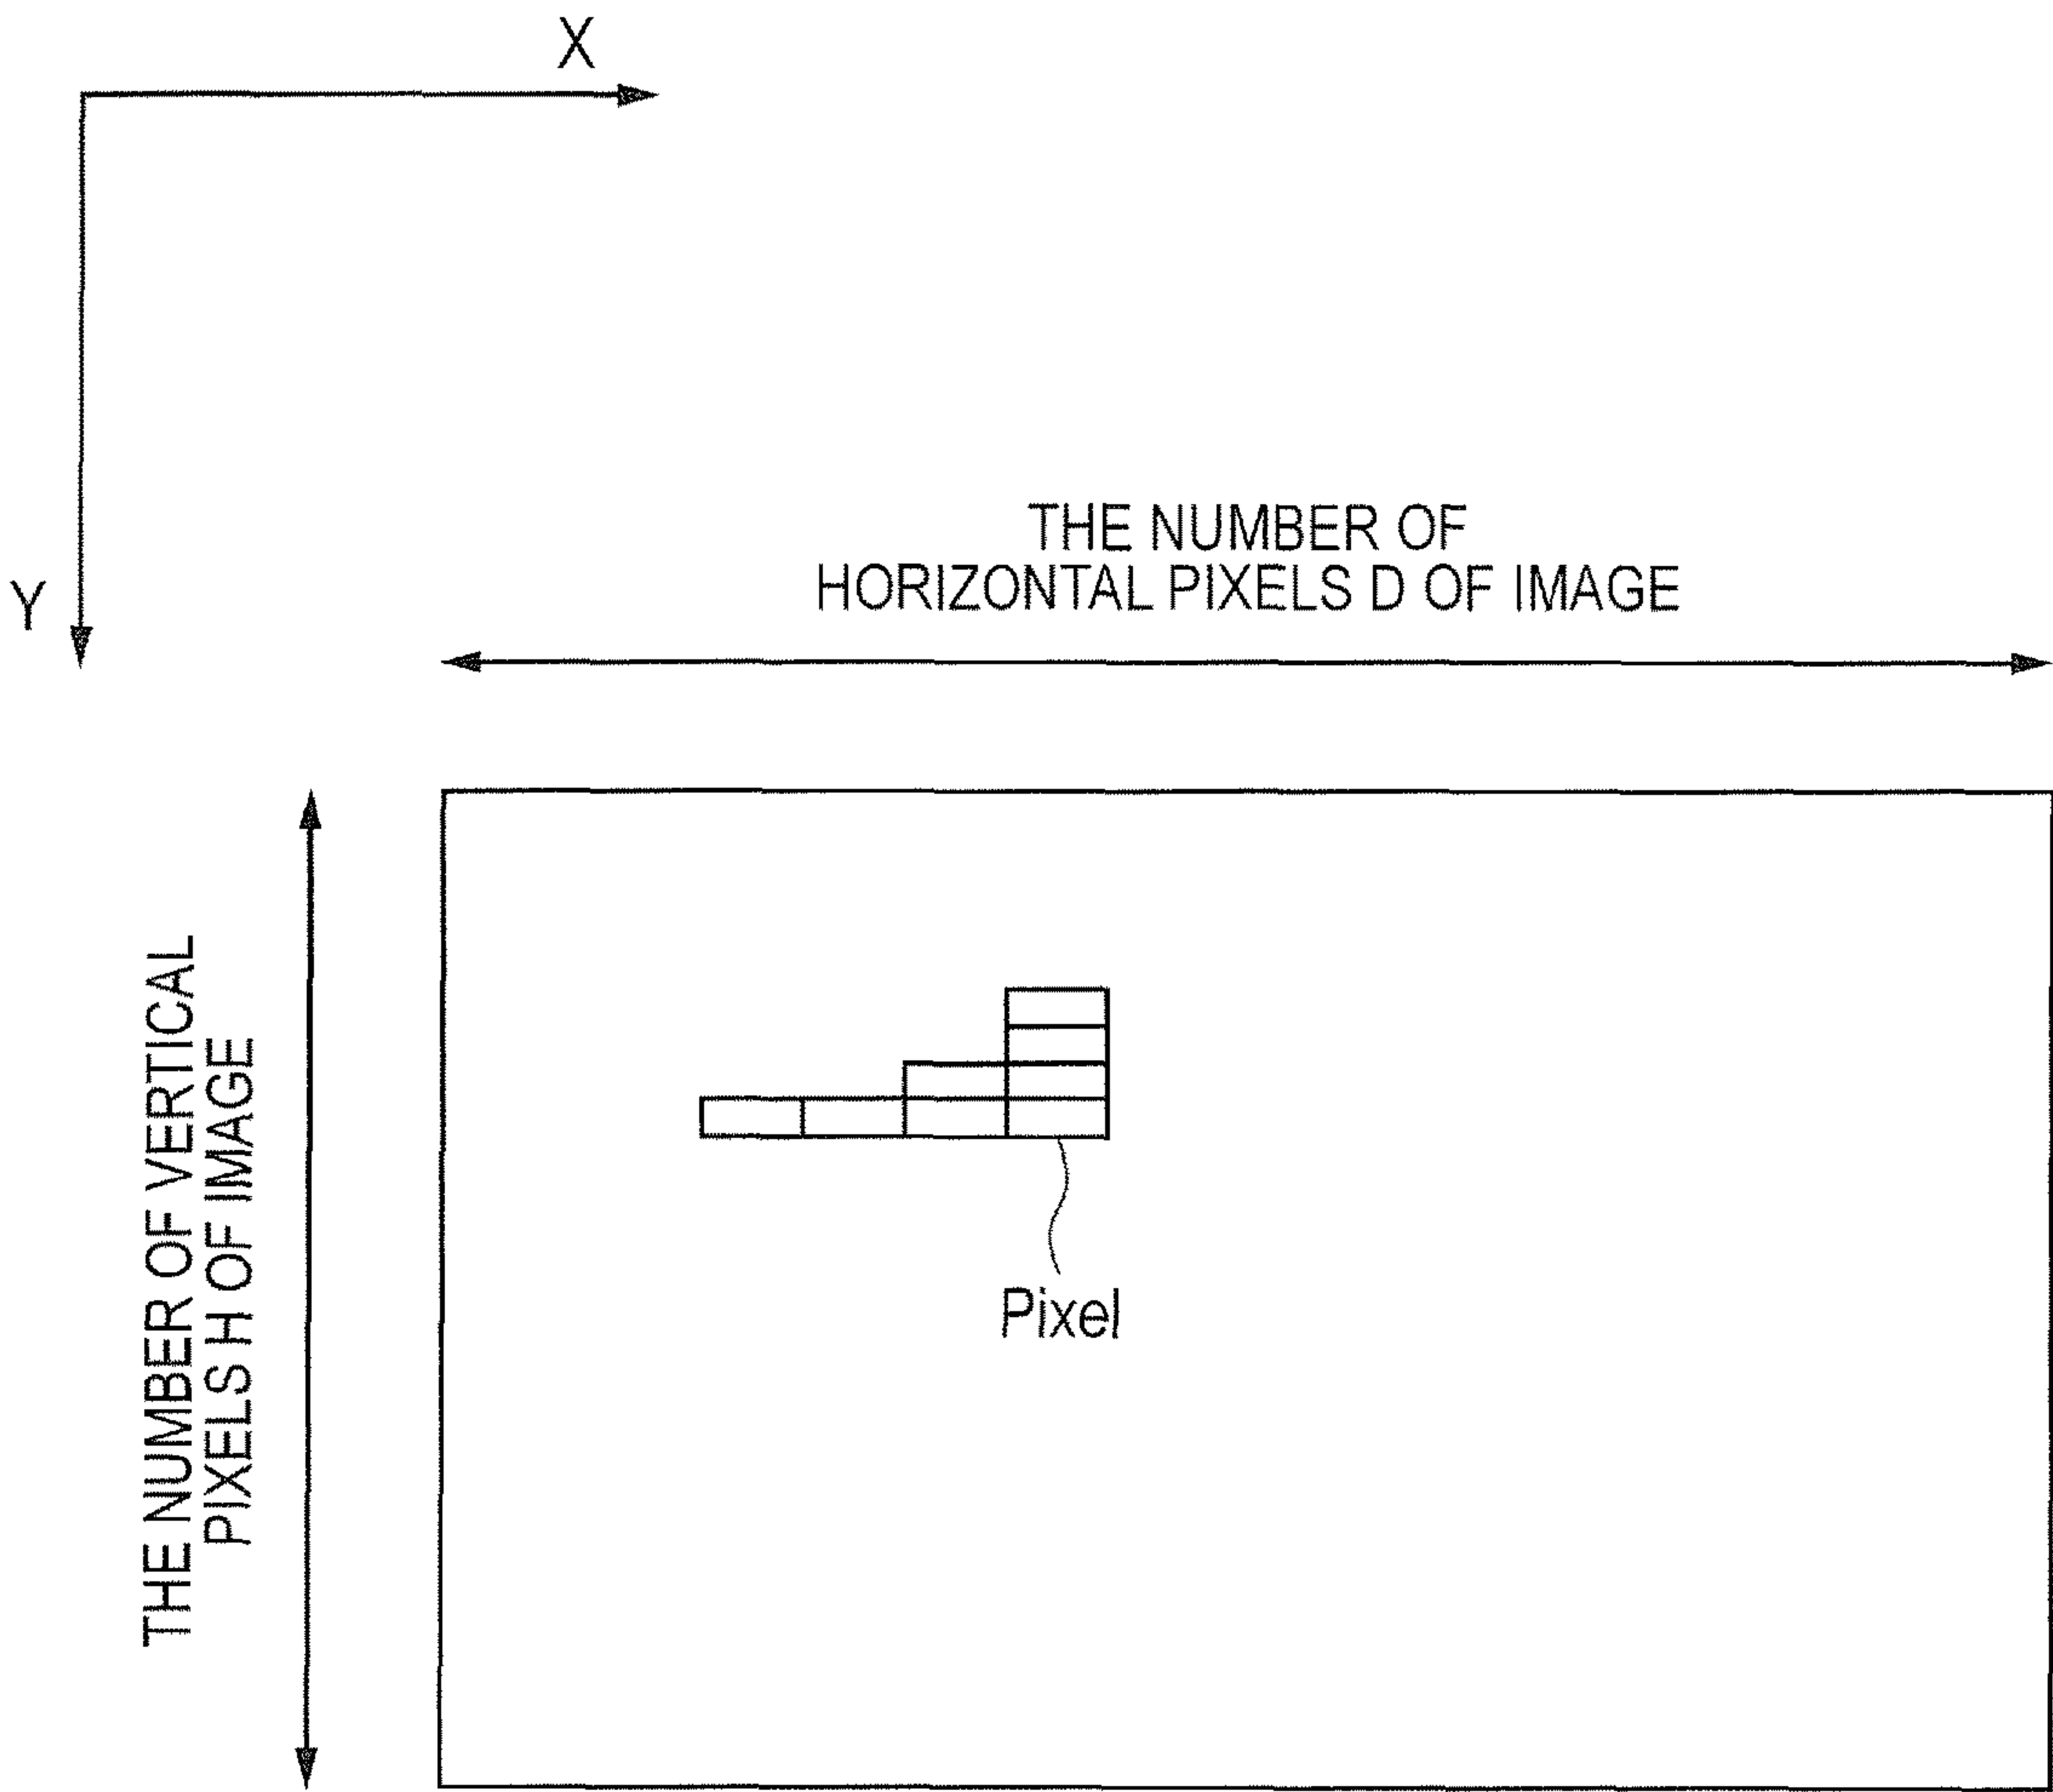 X
Y
THE NUMBER OF
HORIZONTAL PIXELS D OF IMAGE
THE NUMBER OF VERTICAL
PIXELS H OF IMAGE
Pixel